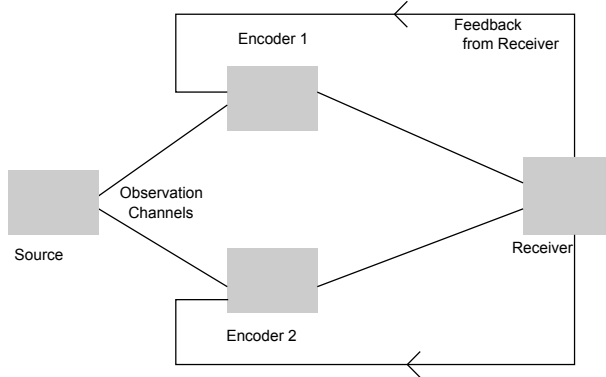 Feedback
from Receiver
Encoder 1
Observation
Channels
Source
Receiver
Encoder 2